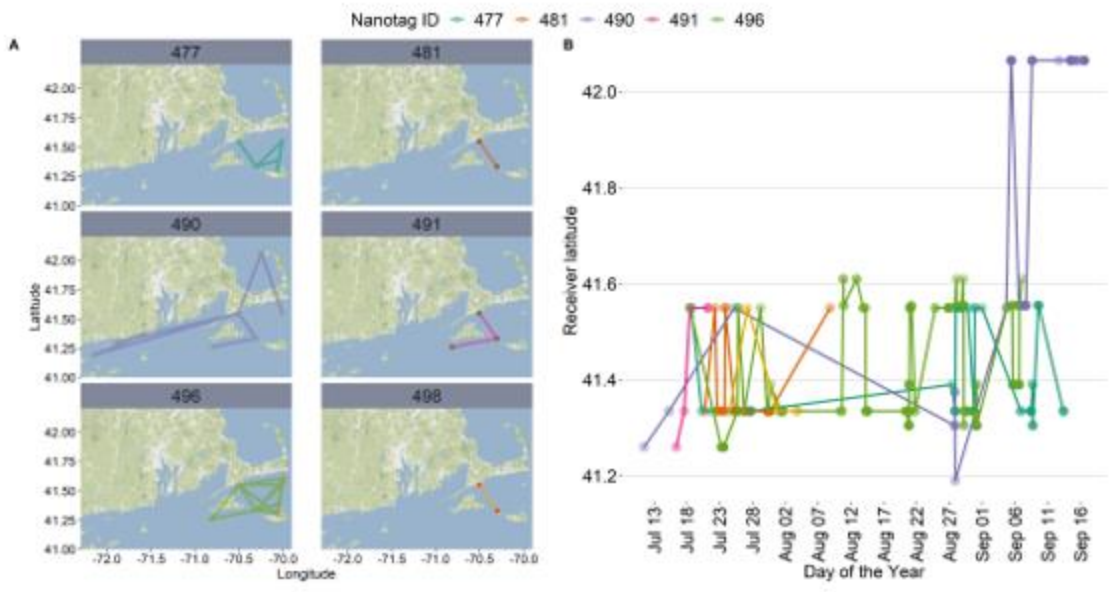 Nanotag ID 477 481 490 491 496
A
477
481
42.00
41.75
41.50
41.25
41.00
490
491
42.00
41.75
41.50
41.25
41.00
Latitude
496
498
42.00
41.75
41.50
41.25
41.00
-72.0 -71.5 -71.0 -70.5 -70.0 -72.0 -71.5 -71.0 -70.5 -70.0
Longitude
B
42.0
41.8
41.6
41.4
41.2
Receiver latitude
Jul 13 Jul 18 Jul 23 Jul 28 Aug 02 Aug 07 Aug 12 Aug 17 Aug 22 Aug 27 Sep 01 Sep 06 Sep 11 Sep 16
Day of the Year